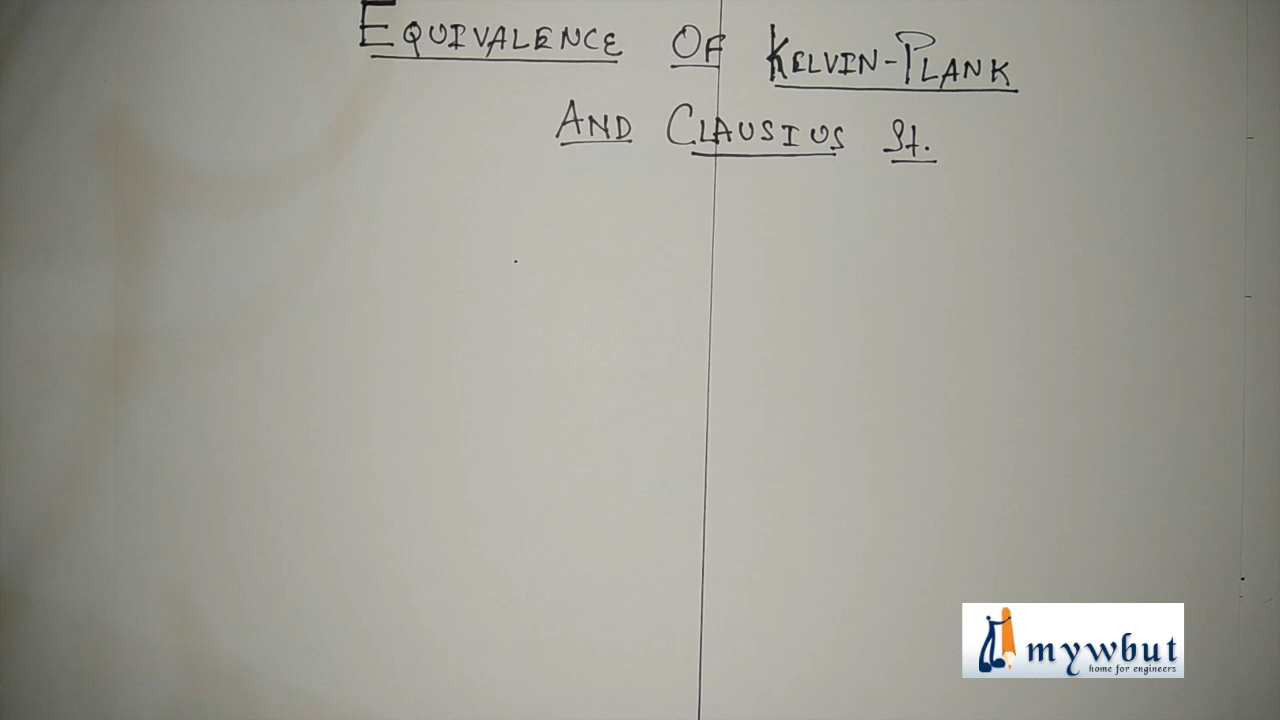 EQUIVALENCE OF KELVIN-PLANK
AND CLAUSIUS St.
mywbut
home for engineers